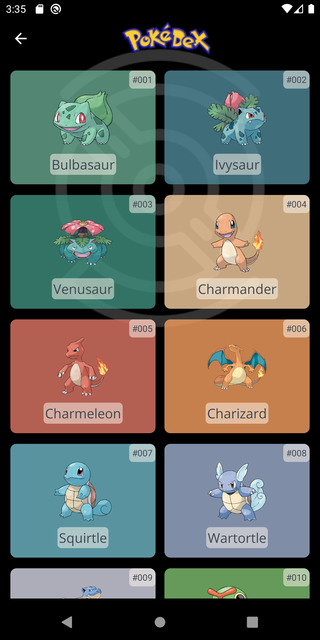 3:35
PokéDex
#001
#002
Bulbasaur
Ivysaur
#003
#004
Venusaur
Charmander
#005
#006
Charmeleon
Charizard
#007
#008
Squirtle
Wartortle
#009
#010